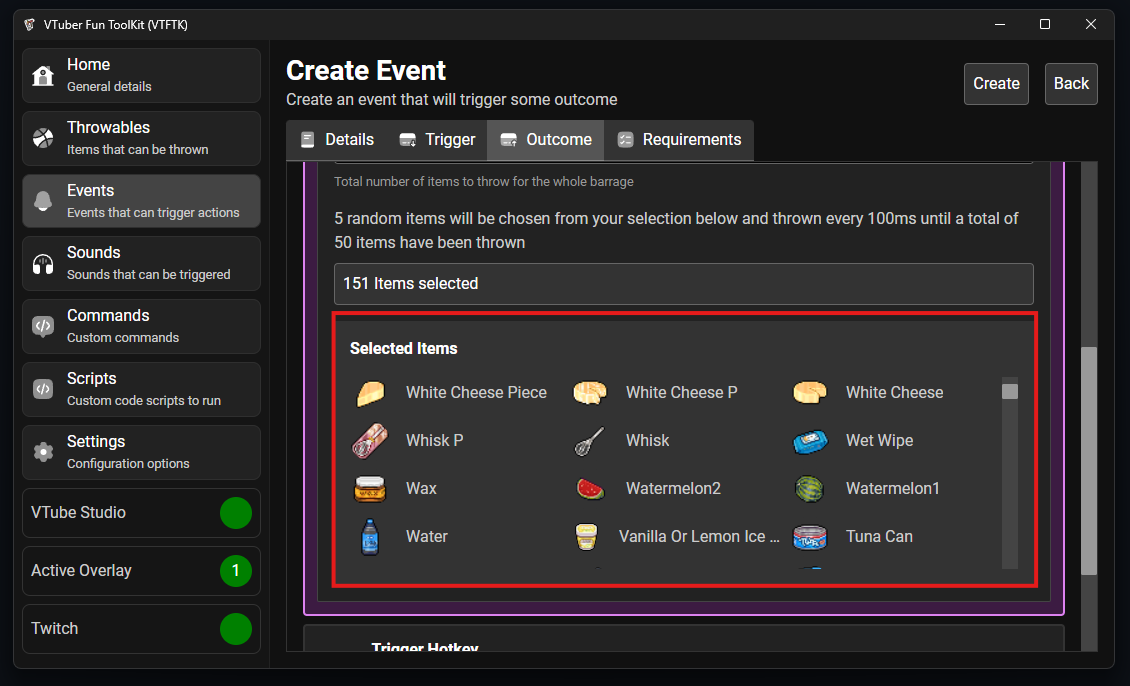 VTuber Fun ToolKit (VTFTK)
Home
General details
Throwables
Items that can be thrown
Events
Events that can trigger actions
Sounds
Sounds that can be triggered
Commands
Custom commands
Scripts
Custom code scripts to run
Settings
Configuration options
VTube Studio
Active Overlay 1
Twitch
Create Event
Create an event that will trigger some outcome
Create Back
Details Trigger Outcome Requirements
Total number of items to throw for the whole barrage
5 random items will be chosen from your selection below and thrown every 100ms until a total of
50 items have been thrown
151 Items selected
Selected Items
White Cheese Piece White Cheese P White Cheese
Whisk P Whisk Wet Wipe
Wax Watermelon2 Watermelon1
Water Vanilla Or Lemon Ice ... Tuna Can
Trigger Hotkey